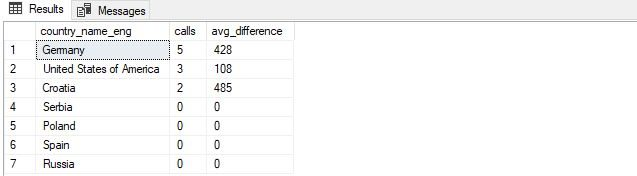 Results Messages
country_name_eng calls avg_difference
1 Germany 5 428
2 United States of America 3 108
3 Croatia 2 485
4 Serbia 0 0
5 Poland 0 0
6 Spain 0 0
7 Russia 0 0